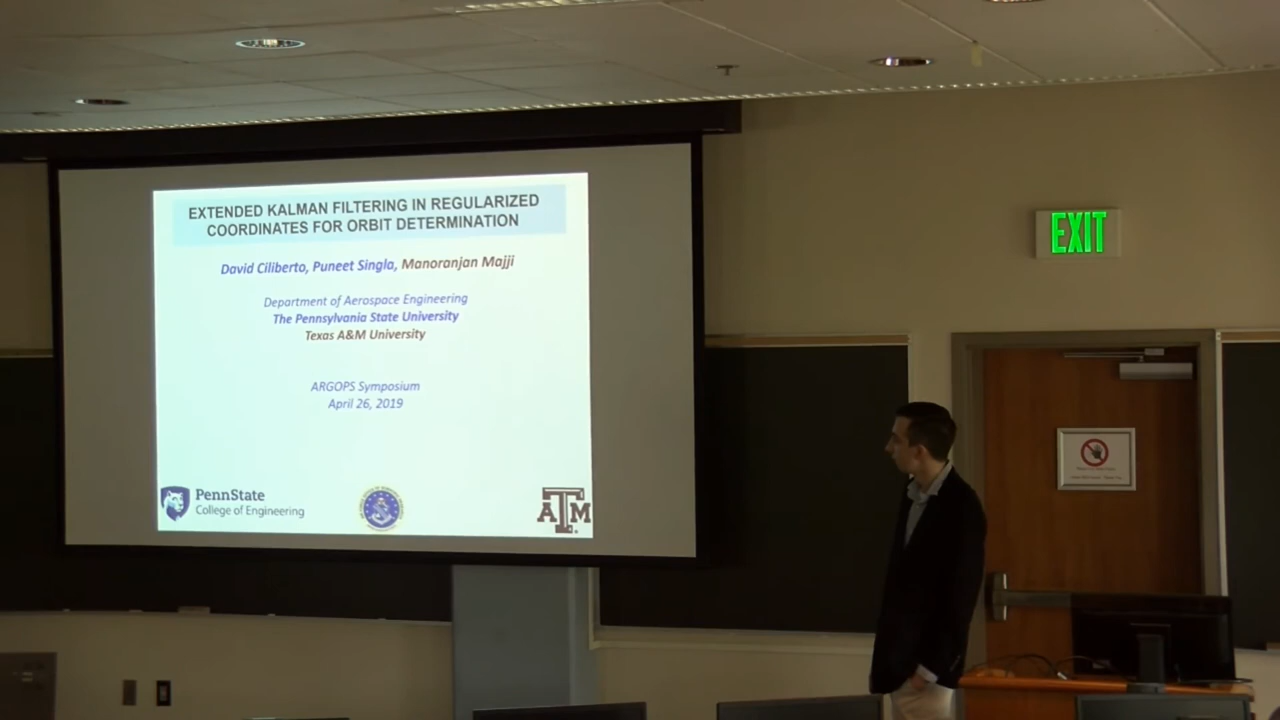 EXTENDED KALMAN FILTERING IN REGULARIZED
COORDINATES FOR ORBIT DETERMINATION
David Ciliberto, Puneet Singla, Manoranjan Majji
Department of Aerospace Engineering
The Pennsylvania State University
Texas A&M University
ARGOPS Symposium
April 26, 2019
PennState
College of Engineering
ATM
EXIT